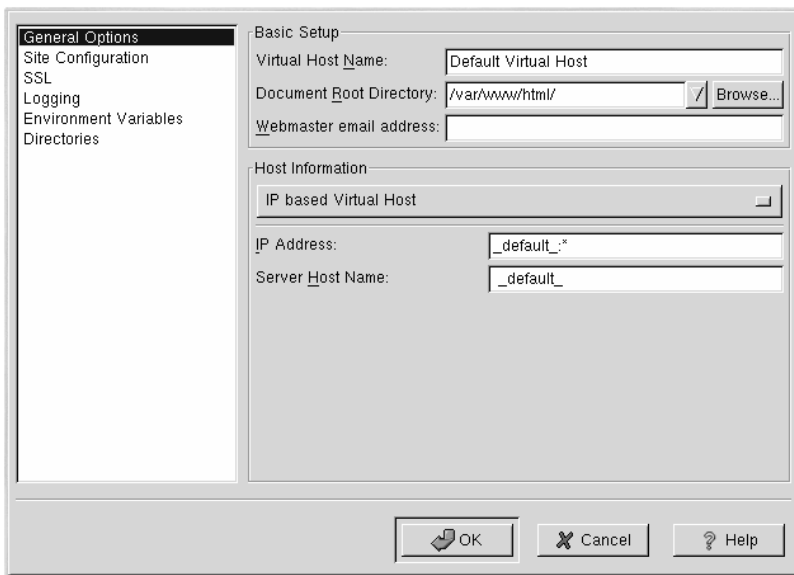 General Options
Site Configuration
SSL
Logging
Environment Variables
Directories
Basic Setup
Virtual Host Name: Default Virtual Host
Document Root Directory: /var/www/html/ Browse...
Webmaster email address:
Host Information
IP based Virtual Host
IP Address: _default_:*
Server Host Name: _default_
OK Cancel Help